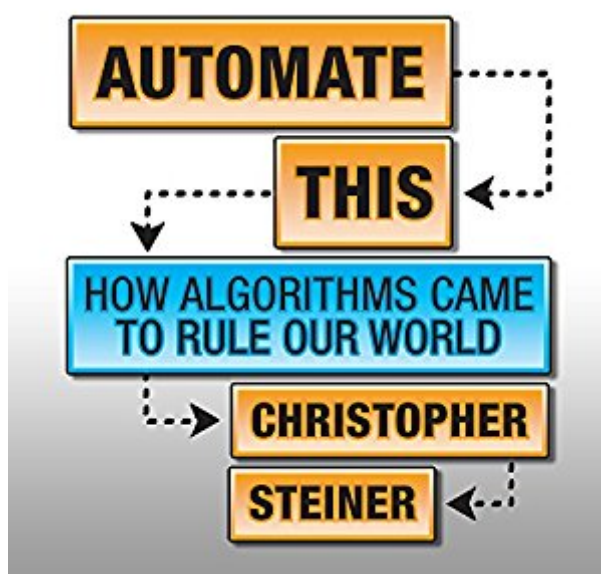 AUTOMATE
THIS
HOW ALGORITHMS CAME
TO RULE OUR WORLD
CHRISTOPHER
STEINER